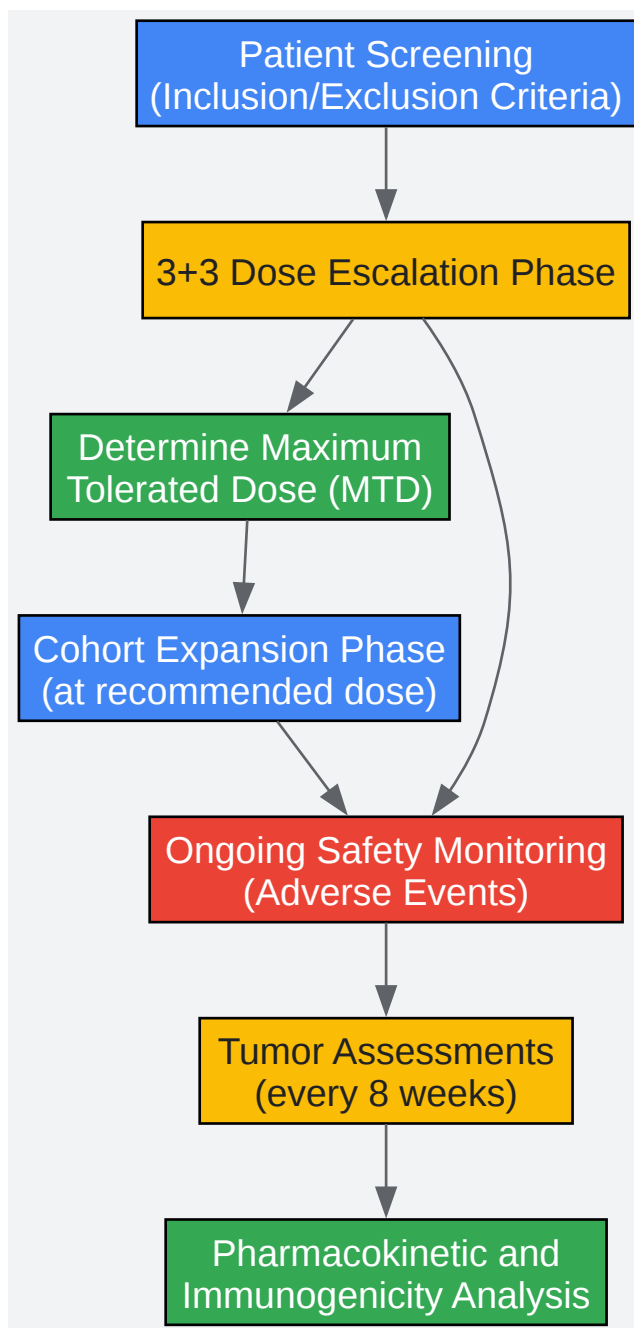 Patient Screening
(Inclusion/Exclusion Criteria)
3+3 Dose Escalation Phase
Determine Maximum
Tolerated Dose (MTD)
Cohort Expansion Phase
(at recommended dose)
Ongoing Safety Monitoring
(Adverse Events)
Tumor Assessments
(every 8 weeks)
Pharmacokinetic and
Immunogenicity Analysis